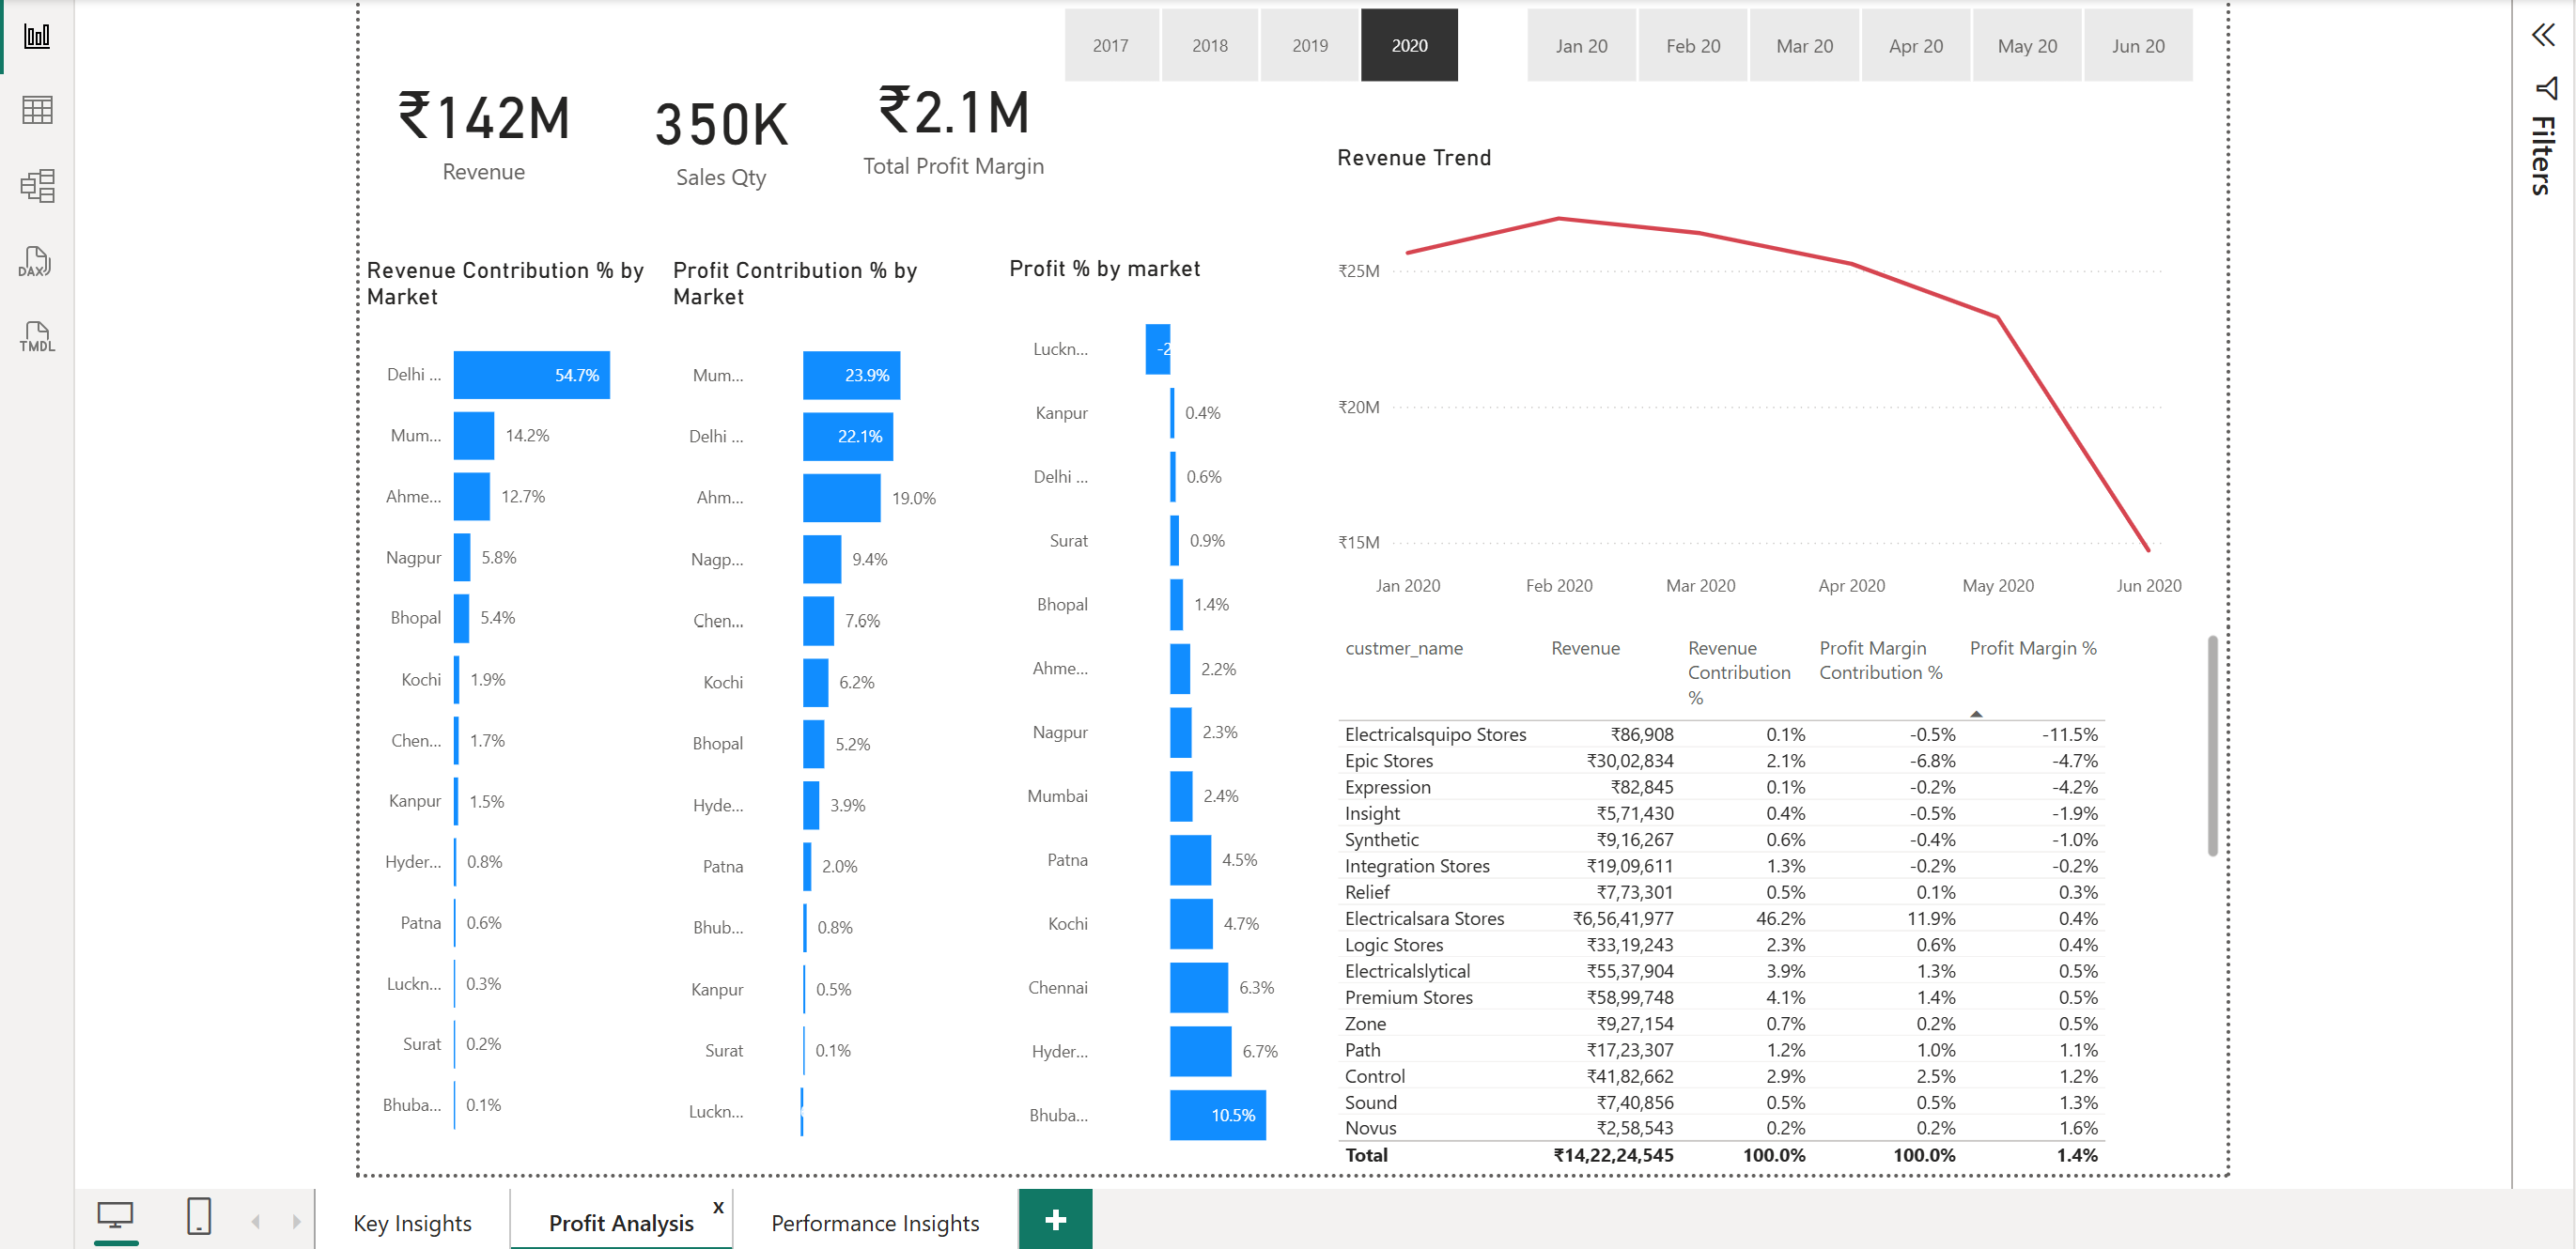 2017 2018 2019 2020 Jan 20 Feb 20 Mar 20 Apr 20 May 20 Jun 20
Filters
DAX
TMDL
₹142M
Revenue
350K
Sales Qty
₹2.1M
Total Profit Margin
Revenue Contribution % by
Market
Delhi ... 54.7%
Mum... 14.2%
Ahme... 12.7%
Nagpur 5.8%
Bhopal 5.4%
Kochi 1.9%
Chen... 1.7%
Kanpur 1.5%
Hyder... 0.8%
Patna 0.6%
Luckn... 0.3%
Surat 0.2%
Bhuba... 0.1%
Profit Contribution % by
Market
Mum... 23.9%
Delhi ... 22.1%
Ahm... 19.0%
Nagp... 9.4%
Chen... 7.6%
Kochi 6.2%
Bhopal 5.2%
Hyde... 3.9%
Patna 2.0%
Bhub... 0.8%
Kanpur 0.5%
Surat 0.1%
Luckn...
Profit % by market
Luckn... -2
Kanpur 0.4%
Delhi ... 0.6%
Surat 0.9%
Bhopal 1.4%
Ahme... 2.2%
Nagpur 2.3%
Mumbai 2.4%
Patna 4.5%
Kochi 4.7%
Chennai 6.3%
Hyder... 6.7%
Bhuba... 10.5%
Revenue Trend
₹25M
₹20M
₹15M
Jan 2020 Feb 2020 Mar 2020 Apr 2020 May 2020 Jun 2020
custmer_name Revenue Revenue Profit Margin Profit Margin %
Contribution Contribution %
%
Electricalsquipo Stores ₹86,908 0.1% -0.5% -11.5%
Epic Stores ₹30,02,834 2.1% -6.8% -4.7%
Expression ₹82,845 0.1% -0.2% -4.2%
Insight ₹5,71,430 0.4% -0.5% -1.9%
Synthetic ₹9,16,267 0.6% -0.4% -1.0%
Integration Stores ₹19,09,611 1.3% -0.2% -0.2%
Relief ₹7,73,301 0.5% 0.1% 0.3%
Electricalsara Stores ₹6,56,41,977 46.2% 11.9% 0.4%
Logic Stores ₹33,19,243 2.3% 0.6% 0.4%
Electricalslytical ₹55,37,904 3.9% 1.3% 0.5%
Premium Stores ₹58,99,748 4.1% 1.4% 0.5%
Zone ₹9,27,154 0.7% 0.2% 0.5%
Path ₹17,23,307 1.2% 1.0% 1.1%
Control ₹41,82,662 2.9% 2.5% 1.2%
Sound ₹7,40,856 0.5% 0.5% 1.3%
Novus ₹2,58,543 0.2% 0.2% 1.6%
Total ₹14,22,24,545 100.0% 100.0% 1.4%
Key Insights Profit Analysis x Performance Insights +